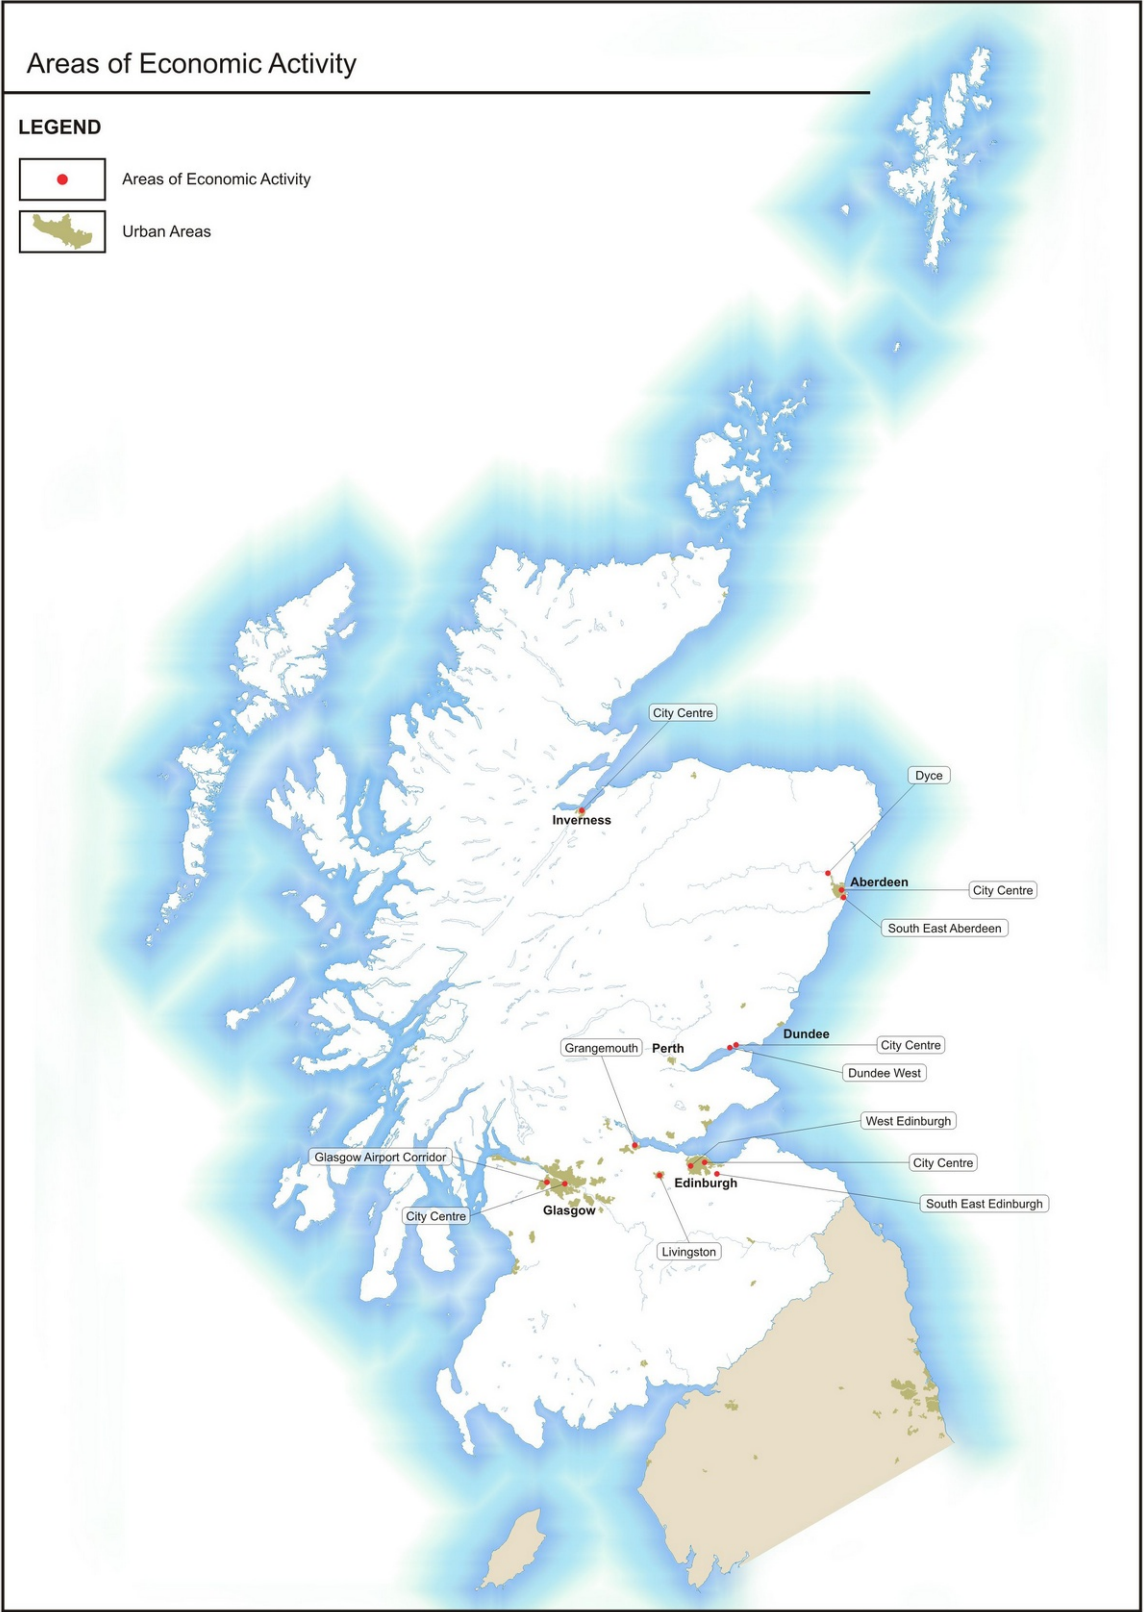 Areas of Economic Activity
LEGEND
Areas of Economic Activity
Urban Areas
City Centre
Dyce
Inverness
Aberdeen
City Centre
South East Aberdeen
Dundee
Grangemouth
Perth
City Centre
Dundee West
West Edinburgh
Glasgow Airport Corridor
City Centre
Edinburgh
South East Edinburgh
City Centre
Glasgow
Livingston